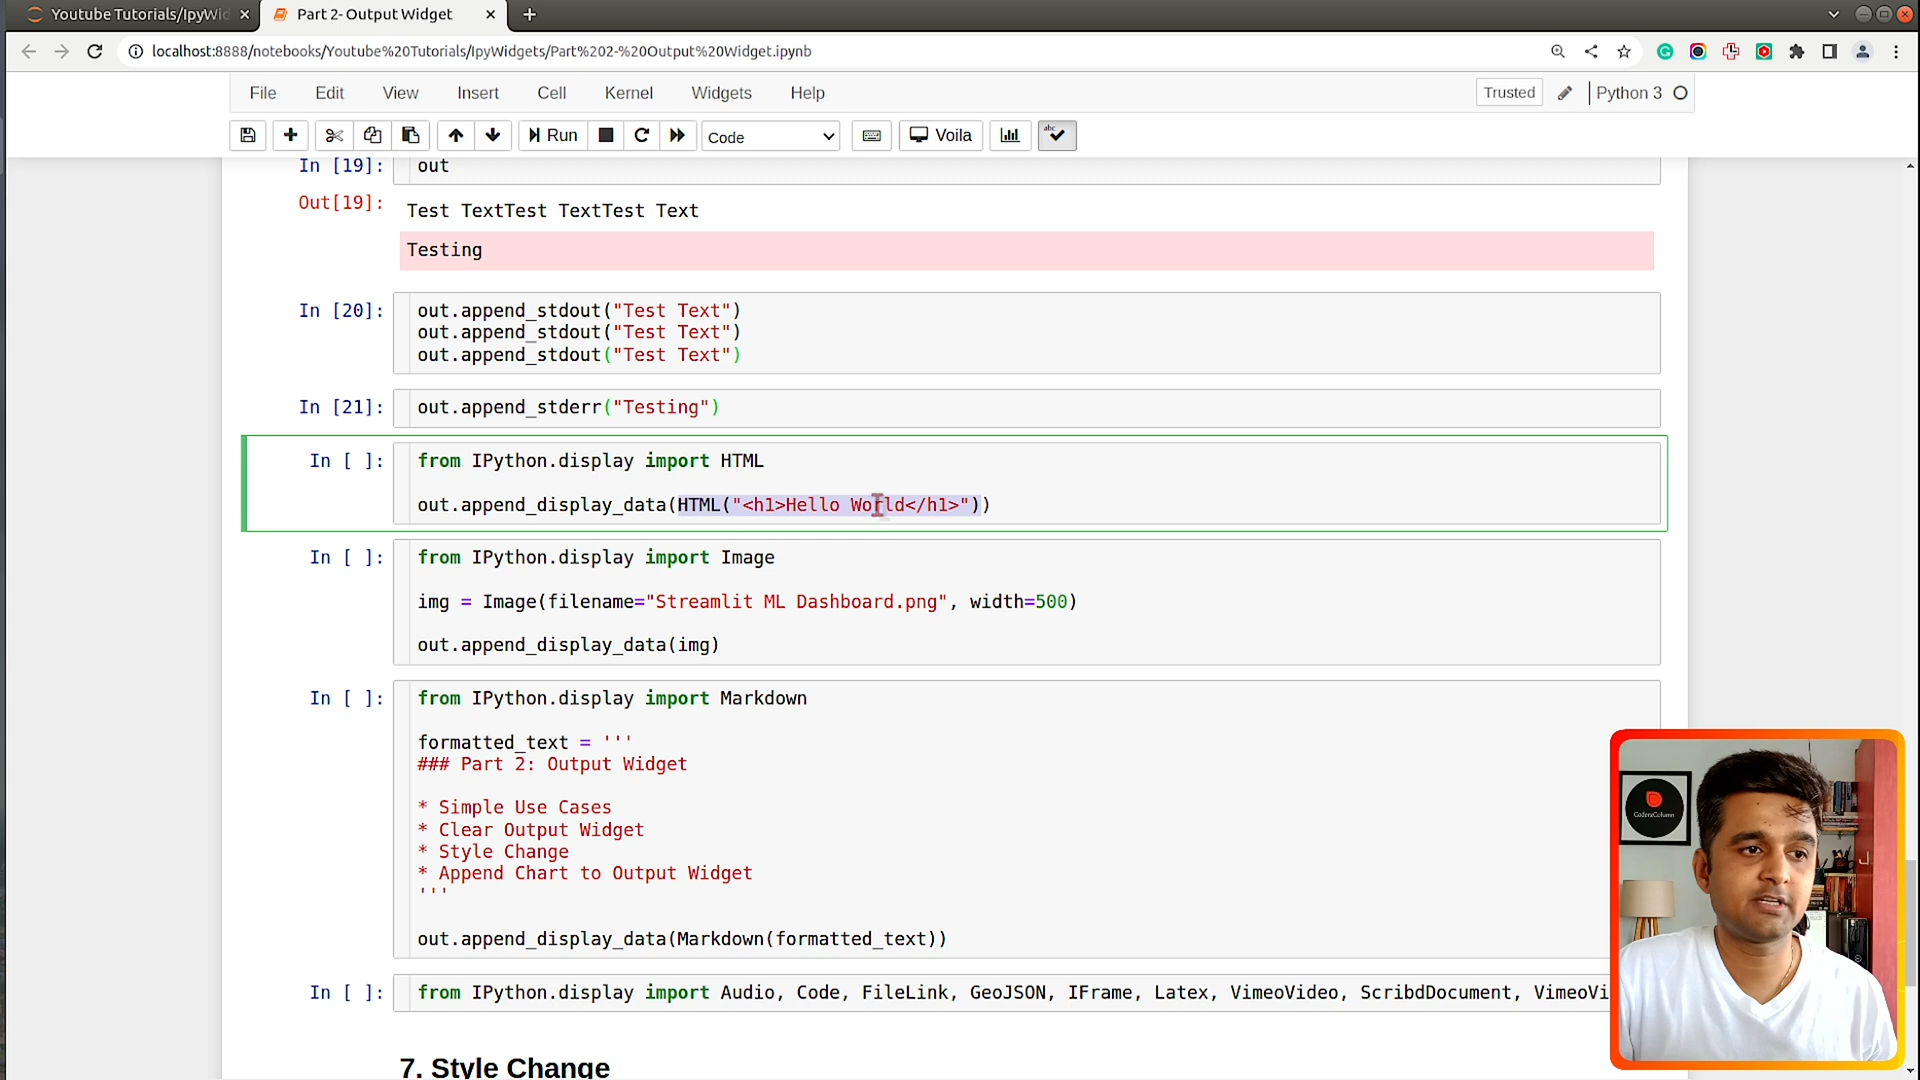 Youtube Tutorials/IpyWid
Part 2- Output Widget
localhost:8888/notebooks/Youtube%20Tutorials/IpyWidgets/Part%202-%20Output%20Widget.ipynb
File Edit View Insert Cell Kernel Widgets Help
Trusted Python 3
Run Code Voila
In [19]: out
Out[19]: Test TextTest TextTest Text
Testing
In [20]: out.append_stdout("Test Text")
out.append_stdout("Test Text")
out.append_stdout("Test Text")
In [21]: out.append_stderr("Testing")
In [ ]: from IPython.display import HTML
out.append_display_data(HTML("<h1>Hello World</h1>"))
In [ ]: from IPython.display import Image
img = Image(filename="Streamlit ML Dashboard.png", width=500)
out.append_display_data(img)
In [ ]: from IPython.display import Markdown
formatted_text = '''
### Part 2: Output Widget
* Simple Use Cases
* Clear Output Widget
* Style Change
* Append Chart to Output Widget
'''
out.append_display_data(Markdown(formatted_text))
In [ ]: from IPython.display import Audio, Code, FileLink, GeoJSON, IFrame, Latex, VimeoVideo, ScribdDocument, VimeoVi
7. Style Change
CodersColumn